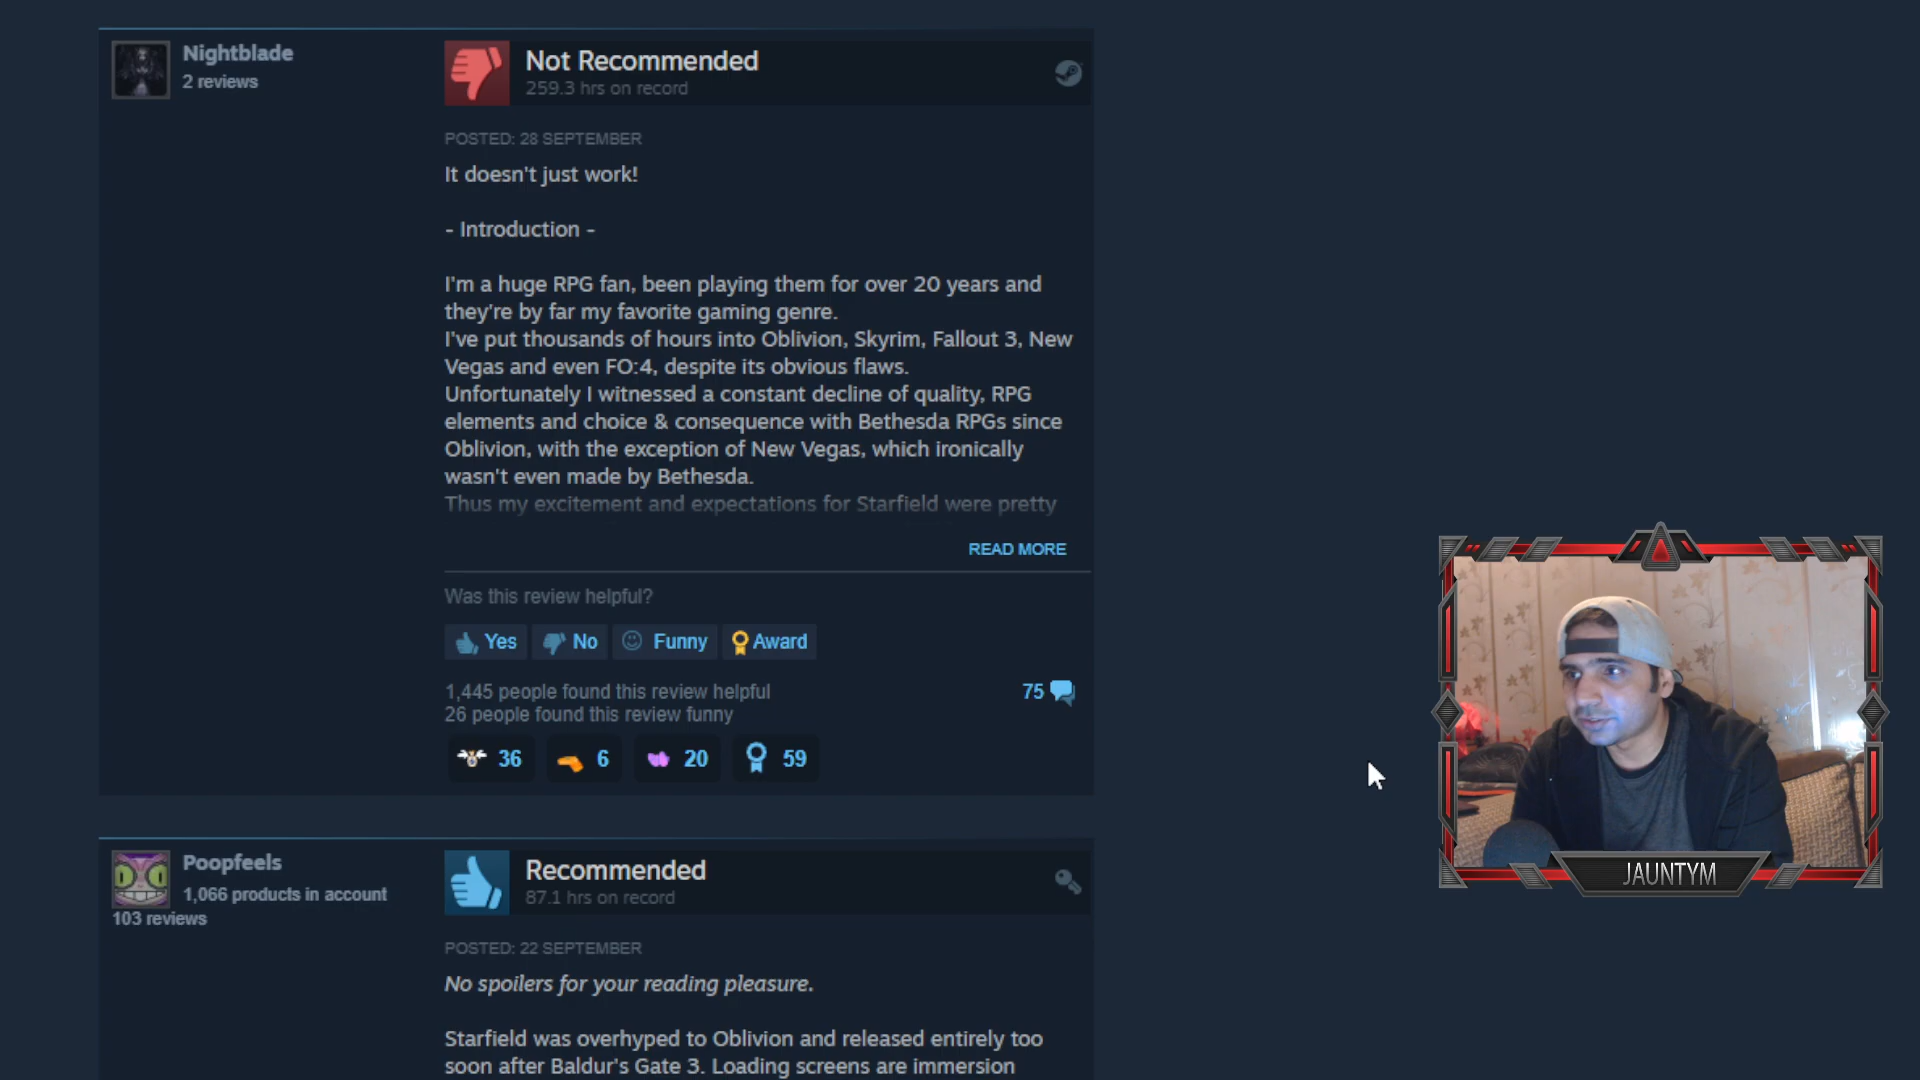 Nightblade
2 reviews
Not Recommended
259.3 hrs on record
POSTED: 28 SEPTEMBER
It doesn't just work!
- Introduction -
I'm a huge RPG fan, been playing them for over 20 years and
they're by far my favorite gaming genre.
I've put thousands of hours into Oblivion, Skyrim, Fallout 3, New
Vegas and even FO:4, despite its obvious flaws.
Unfortunately I witnessed a constant decline of quality, RPG
elements and choice & consequence with Bethesda RPGs since
Oblivion, with the exception of New Vegas, which ironically
wasn't even made by Bethesda.
Thus my excitement and expectations for Starfield were pretty
READ MORE
Was this review helpful?
Yes No Funny Award
1,445 people found this review helpful
26 people found this review funny
75
36 6 20 59
Poopfeels
1,066 products in account
103 reviews
Recommended
87.1 hrs on record
POSTED: 22 SEPTEMBER
No spoilers for your reading pleasure.
Starfield was overhyped to Oblivion and released entirely too
soon after Baldur's Gate 3. Loading screens are immersion
JAUNTYM